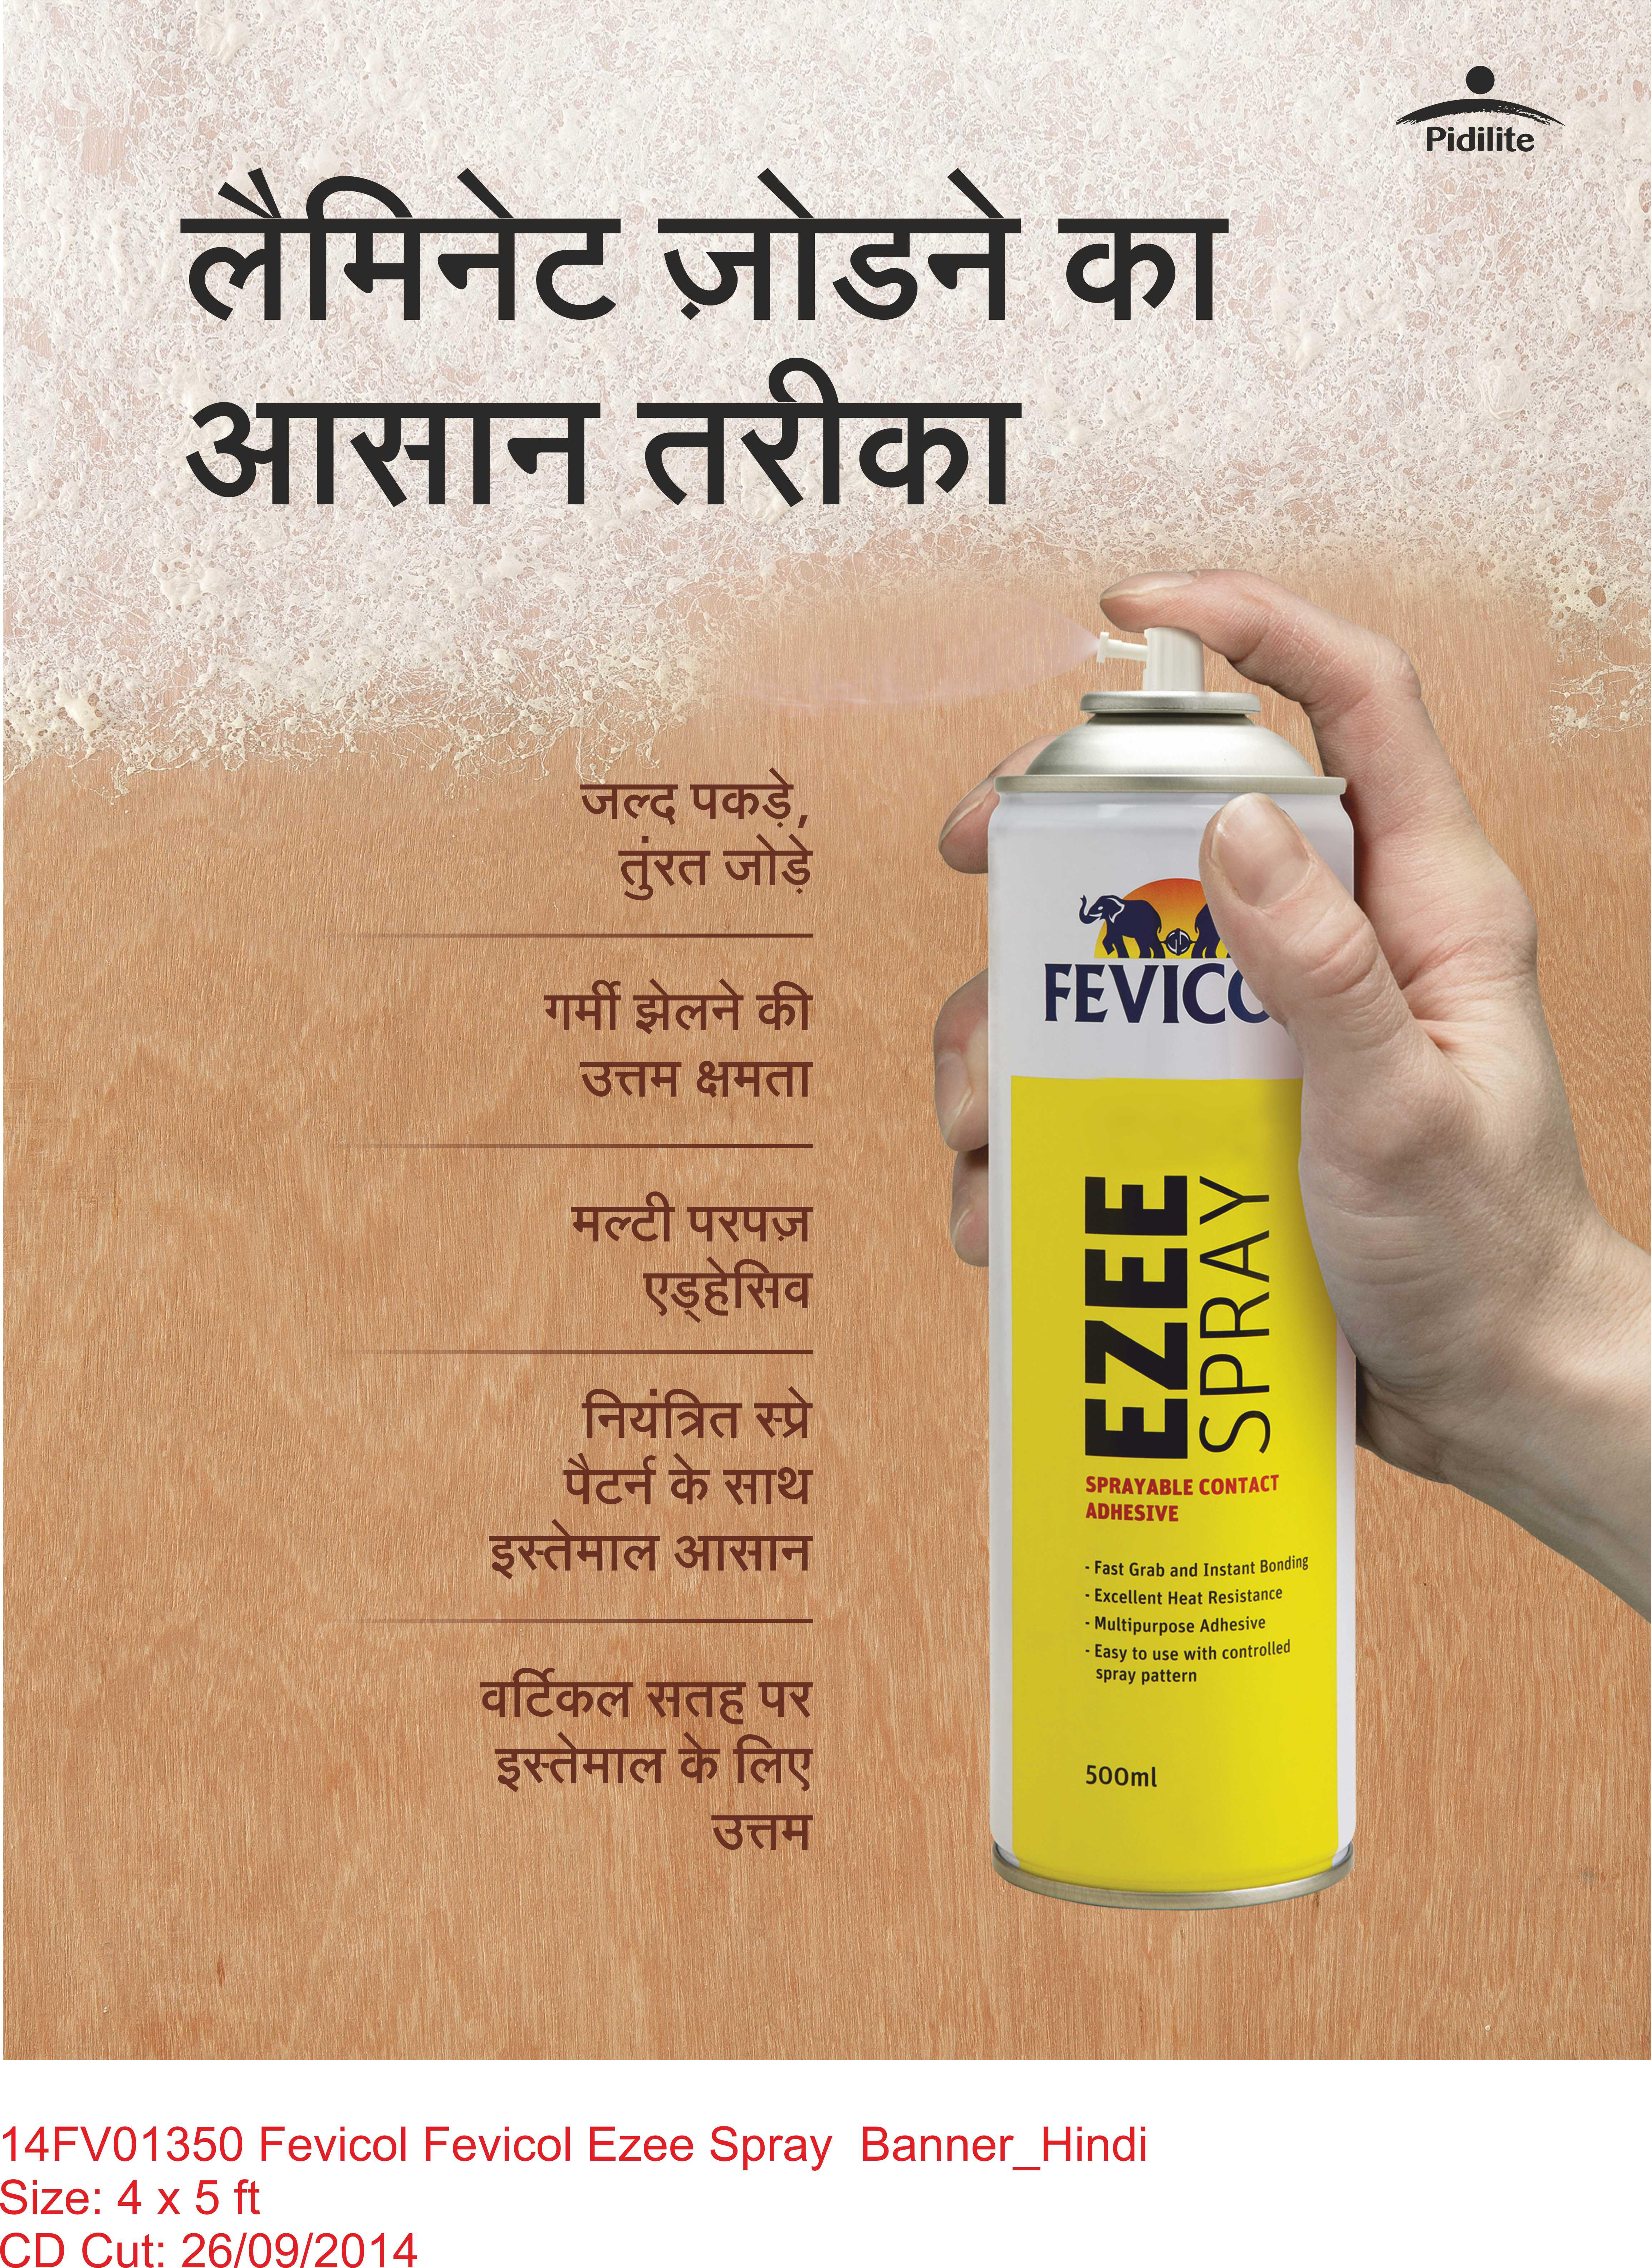 Pidilite
लैमिनेट ज़ोडने का
आसान तरीका
जल्द पकड़े,
तुंरत जोड़े
गर्मी झेलने की
उत्तम क्षमता
मल्टी परपज़
एड्हेसिव
नियंत्रित स्प्रे
पैटर्न के साथ
इस्तेमाल आसान
वर्टिकल सतह पर
इस्तेमाल के लिए
उत्तम
FEVICO
EZEE
SPRAY
SPRAYABLE CONTACT
ADHESIVE
- Fast Grab and Instant Bonding
- Excellent Heat Resistance
- Multipurpose Adhesive
- Easy to use with controlled
spray pattern
500ml
14FV01350 Fevicol Fevicol Ezee Spray  Banner_Hindi
Size: 4 x 5 ft
CD Cut: 26/09/2014